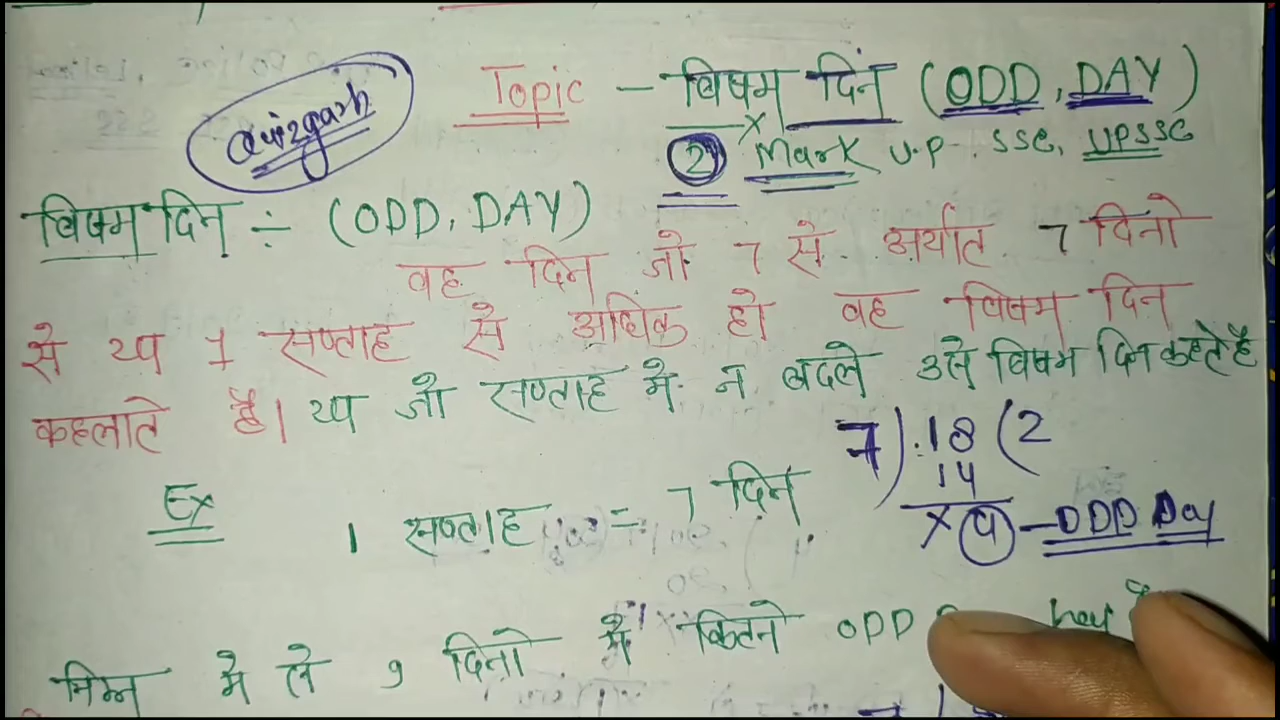 Quizgarh
Topic – विषम दिन (ODD, DAY)
② Mark U.P. SSC, UPSSC
विषम दिन ÷ (ODD, DAY)
वह दिन जो 7 से अर्थात 7 दिनो
से या 1 सप्ताह से अधिक हो वह विषम दिन
कहलाते है। या जो सप्ताह मे न बदले उसे विषम दिन कहते है
7) 18 (2
14
× 4 – ODD Day
Ex 1 सप्ताह = 7 दिन
निम्न मे से 9 दिनो मे कितने ODD